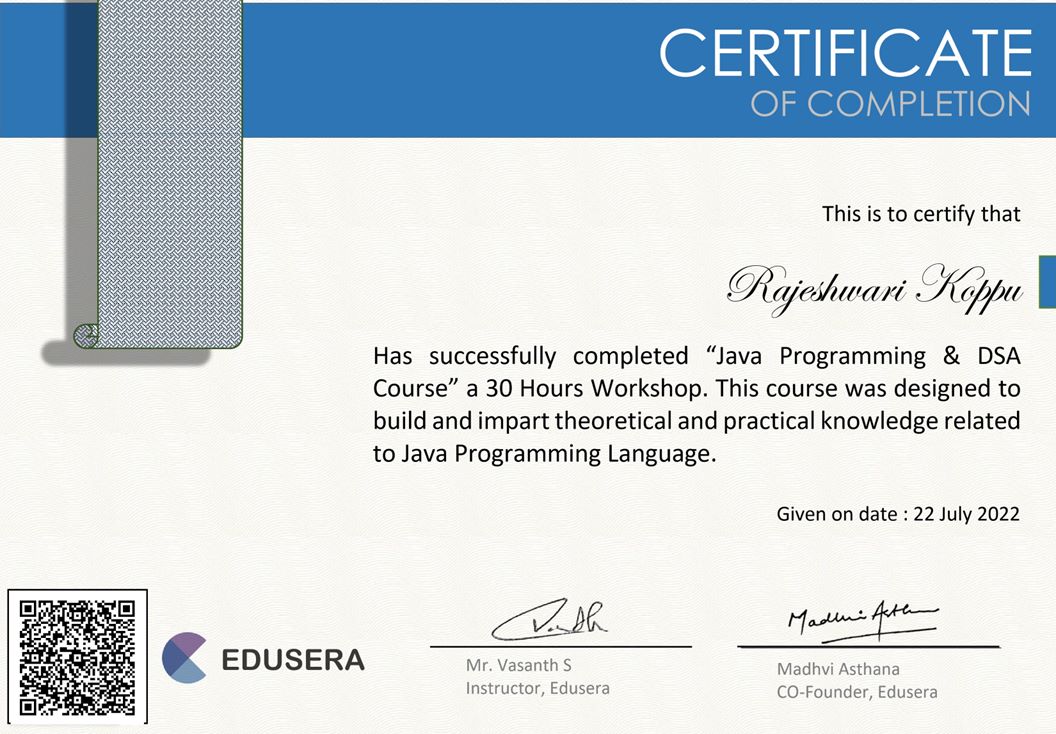 CERTIFICATE
OF COMPLETION
This is to certify that
Rajeshwari Koppu
Has successfully completed “Java Programming & DSA
Course” a 30 Hours Workshop. This course was designed to
build and impart theoretical and practical knowledge related
to Java Programming Language.
Given on date : 22 July 2022
EDUSERA
Mr. Vasanth S
Instructor, Edusera
Madhvi Asthana
Madhvi Asthana
CO-Founder, Edusera